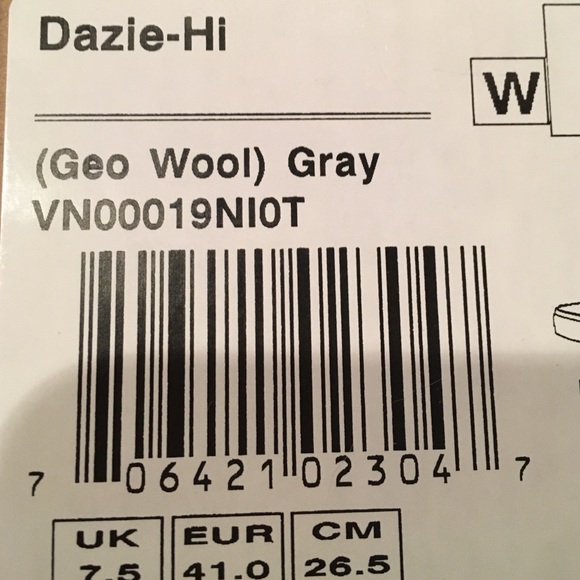 Dazie-Hi
W
(Geo Wool) Gray
VN00019NI0T
7 06421 02304 7
UK EUR CM
7.5 41.0 26.5